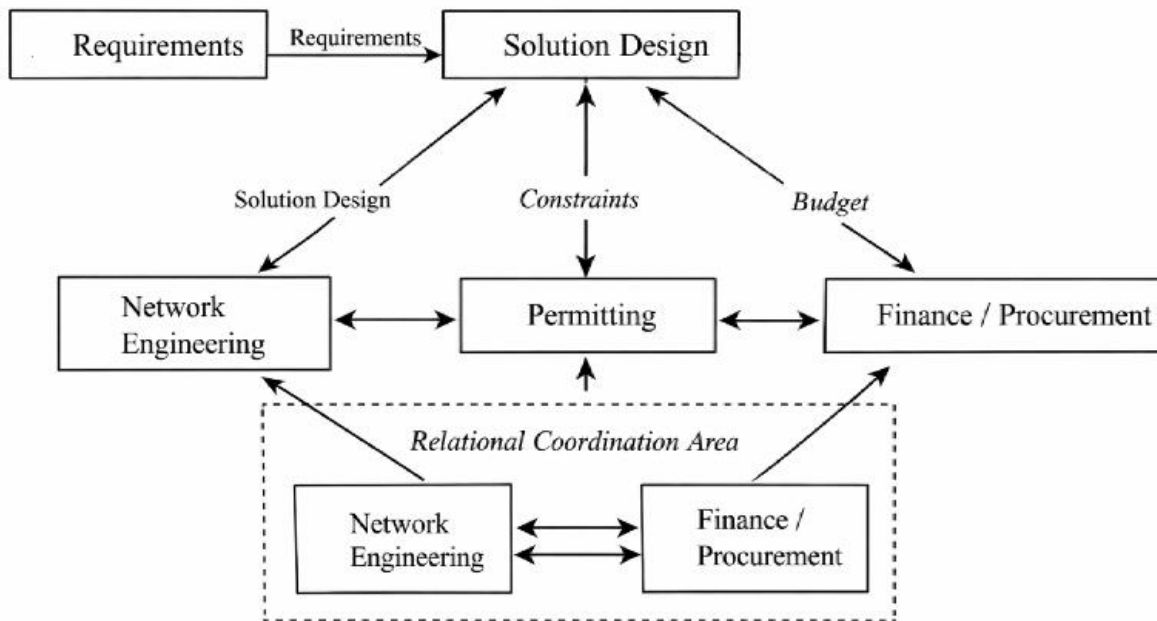 Requirements
Requirements
Solution Design
Solution Design
Constraints
Budget
Network
Engineering
Permitting
Finance / Procurement
Relational Coordination Area
Network
Engineering
Finance /
Procurement